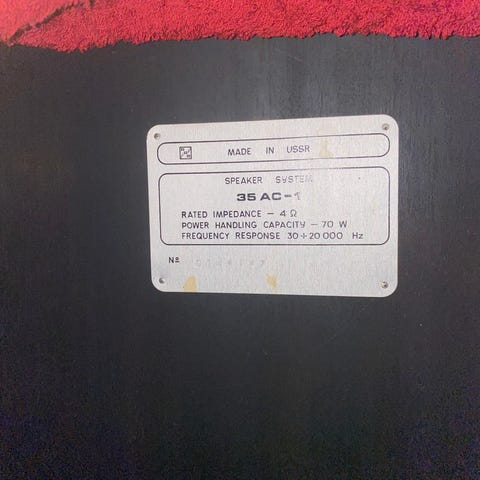 MADE IN USSR
SPEAKER SYSTEM
35 AC-1
RATED IMPEDANCE – 4 Ω
POWER HANDLING CAPACITY – 70 W
FREQUENCY RESPONSE 30÷20 000 Hz
№